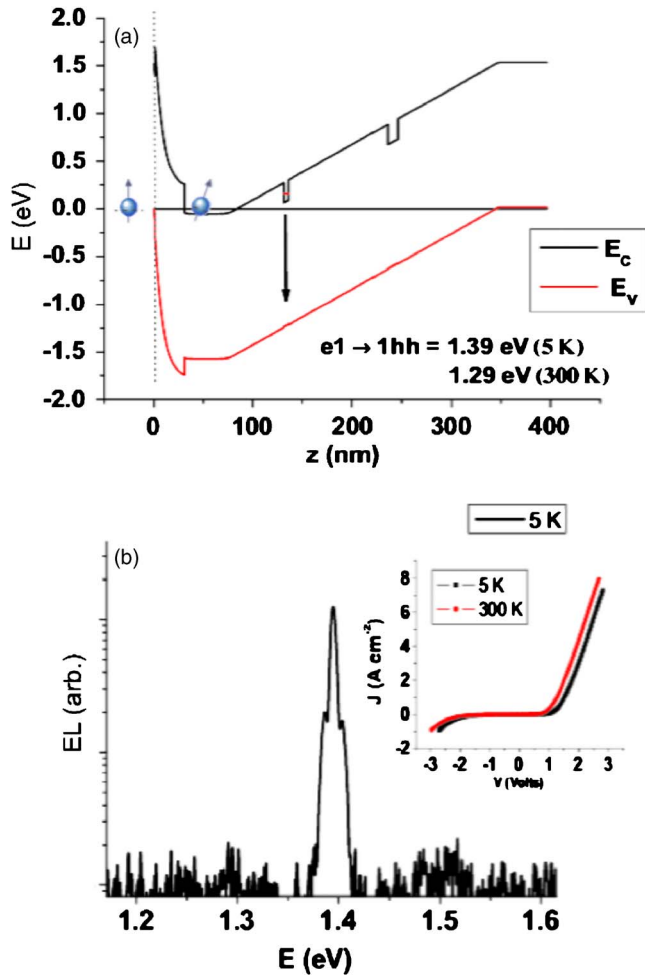 (a)
2.0
1.5
1.0
0.5
0.0
-0.5
-1.0
-1.5
-2.0
E (eV)
E_c
E_v
e1 → 1hh = 1.39 eV (5 K)
1.29 eV (300 K)
0 100 200 300 400
z (nm)
5 K
(b)
EL (arb.)
5 K
300 K
8
6
4
2
0
-2
J (A cm⁻²)
-3 -2 -1 0 1 2 3
V (Volts)
1.2 1.3 1.4 1.5 1.6
E (eV)